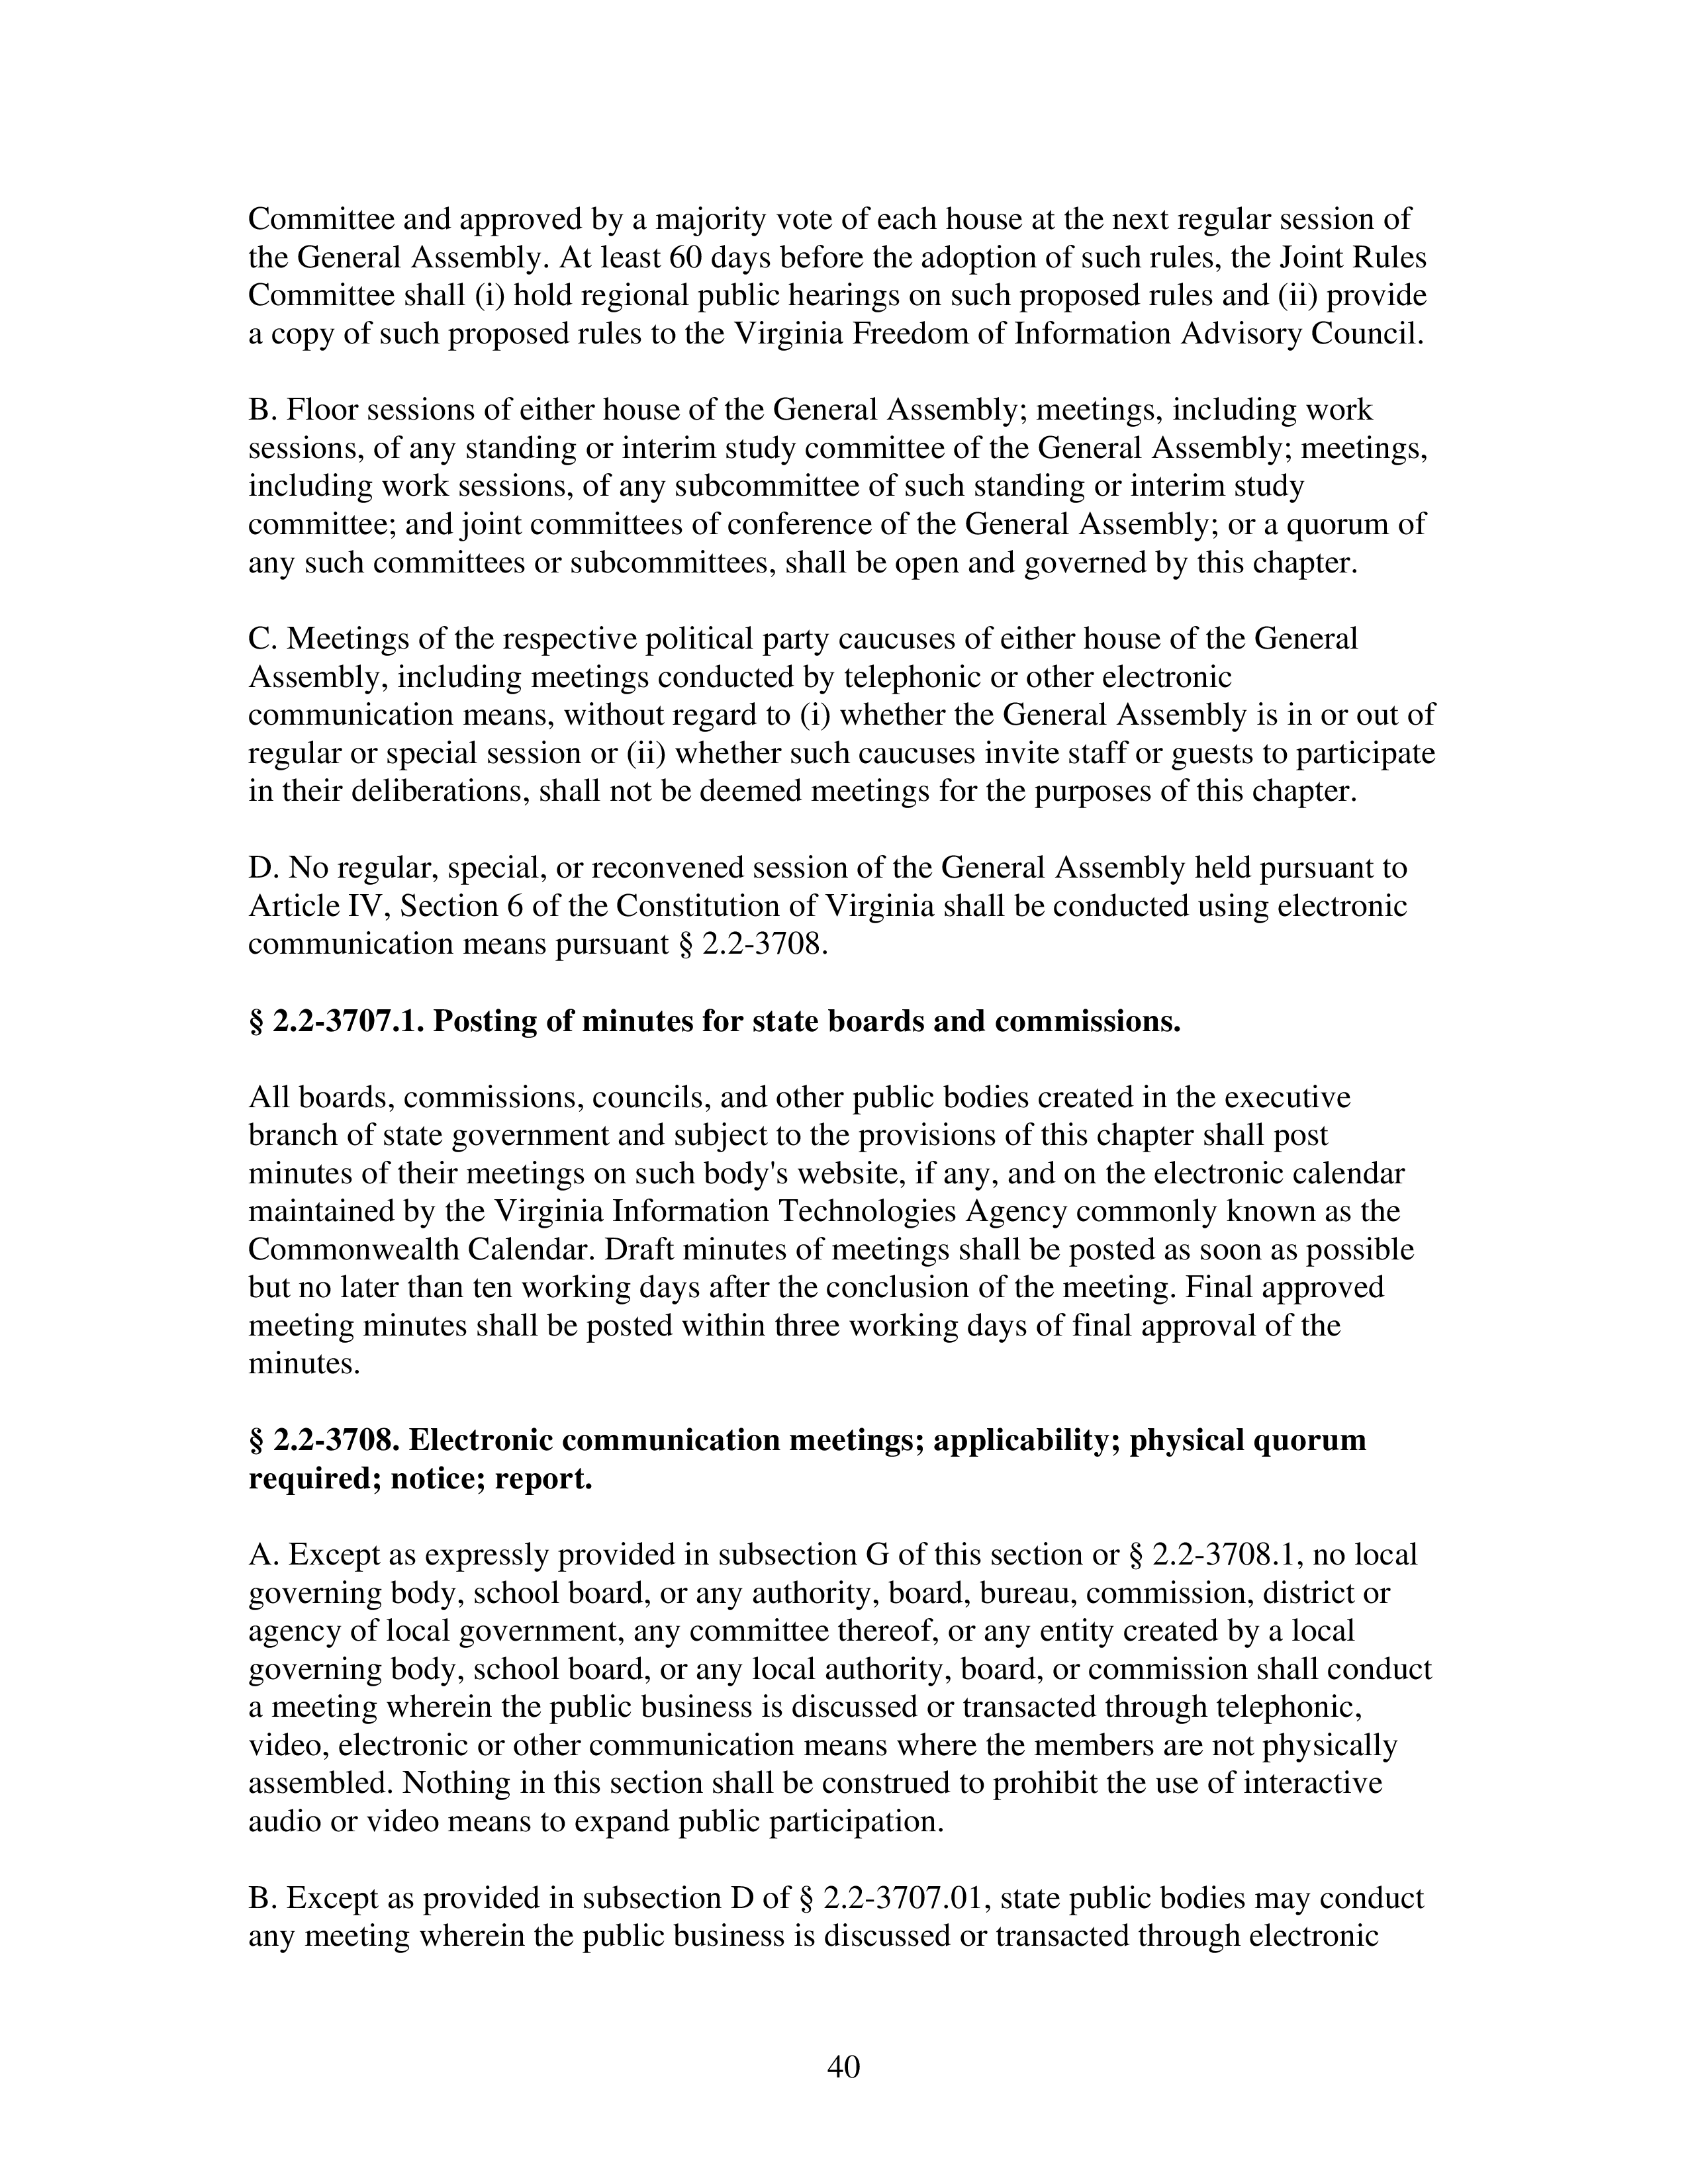 Committee and approved by a majority vote of each house at the next regular session of
the General Assembly. At least 60 days before the adoption of such rules, the Joint Rules
Committee shall (i) hold regional public hearings on such proposed rules and (ii) provide
a copy of such proposed rules to the Virginia Freedom of Information Advisory Council.
B. Floor sessions of either house of the General Assembly; meetings, including work
sessions, of any standing or interim study committee of the General Assembly; meetings,
including work sessions, of any subcommittee of such standing or interim study
committee; and joint committees of conference of the General Assembly; or a quorum of
any such committees or subcommittees, shall be open and governed by this chapter.
C. Meetings of the respective political party caucuses of either house of the General
Assembly, including meetings conducted by telephonic or other electronic
communication means, without regard to (i) whether the General Assembly is in or out of
regular or special session or (ii) whether such caucuses invite staff or guests to participate
in their deliberations, shall not be deemed meetings for the purposes of this chapter.
D. No regular, special, or reconvened session of the General Assembly held pursuant to
Article IV, Section 6 of the Constitution of Virginia shall be conducted using electronic
communication means pursuant § 2.2-3708.
§ 2.2-3707.1. Posting of minutes for state boards and commissions.
All boards, commissions, councils, and other public bodies created in the executive
branch of state government and subject to the provisions of this chapter shall post
minutes of their meetings on such body's website, if any, and on the electronic calendar
maintained by the Virginia Information Technologies Agency commonly known as the
Commonwealth Calendar. Draft minutes of meetings shall be posted as soon as possible
but no later than ten working days after the conclusion of the meeting. Final approved
meeting minutes shall be posted within three working days of final approval of the
minutes.
§ 2.2-3708. Electronic communication meetings; applicability; physical quorum
required; notice; report.
A. Except as expressly provided in subsection G of this section or § 2.2-3708.1, no local
governing body, school board, or any authority, board, bureau, commission, district or
agency of local government, any committee thereof, or any entity created by a local
governing body, school board, or any local authority, board, or commission shall conduct
a meeting wherein the public business is discussed or transacted through telephonic,
video, electronic or other communication means where the members are not physically
assembled. Nothing in this section shall be construed to prohibit the use of interactive
audio or video means to expand public participation.
B. Except as provided in subsection D of § 2.2-3707.01, state public bodies may conduct
any meeting wherein the public business is discussed or transacted through electronic
40